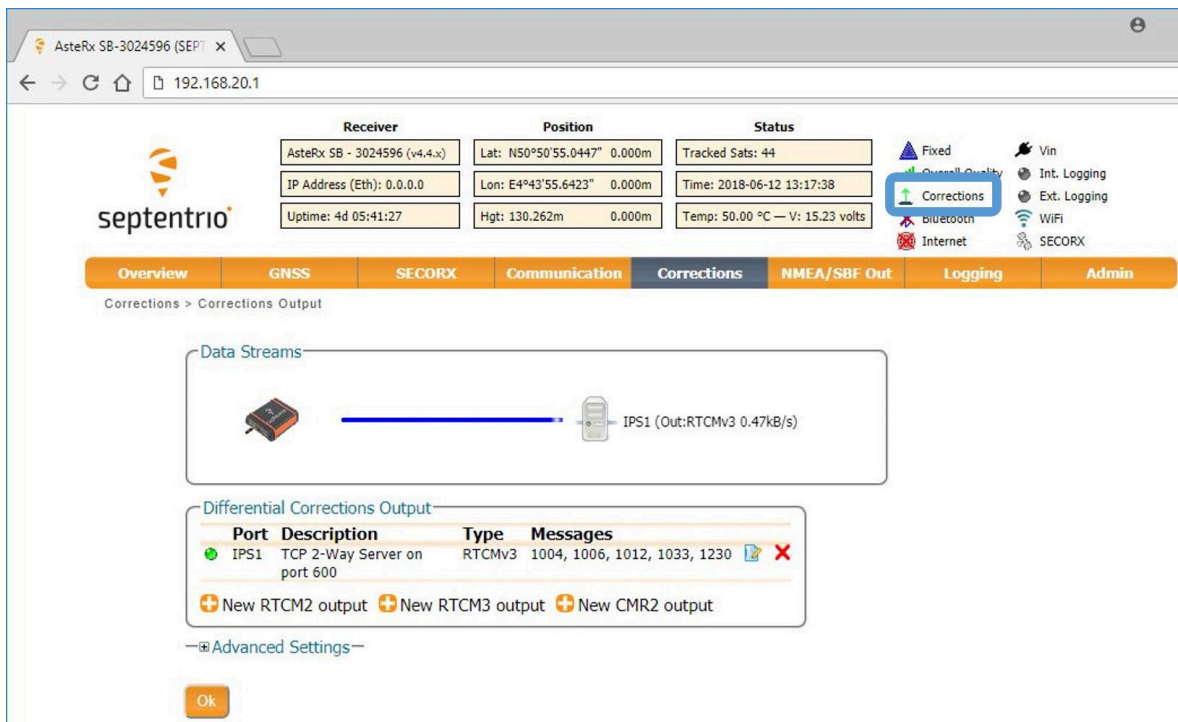 AsteRx SB-3024596 (SEPT
192.168.20.1
Receiver
Position
Status
AsteRx SB - 3024596 (v4.4.x)
Lat: N50°50'55.0447" 0.000m
Tracked Sats: 44
IP Address (Eth): 0.0.0.0
Lon: E4°43'55.6423" 0.000m
Time: 2018-06-12 13:17:38
Uptime: 4d 05:41:27
Hgt: 130.262m 0.000m
Temp: 50.00 °C — V: 15.23 volts
Fixed
Vin
Overall Quality
Int. Logging
Corrections
Ext. Logging
Bluetooth
WiFi
Internet
SECORX
septentrio
Overview GNSS SECORX Communication Corrections NMEA/SBF Out Logging Admin
Corrections > Corrections Output
Data Streams
IPS1 (Out:RTCMv3 0.47kB/s)
Differential Corrections Output
Port Description Type Messages
IPS1 TCP 2-Way Server on RTCMv3 1004, 1006, 1012, 1033, 1230
port 600
New RTCM2 output New RTCM3 output New CMR2 output
Advanced Settings
Ok